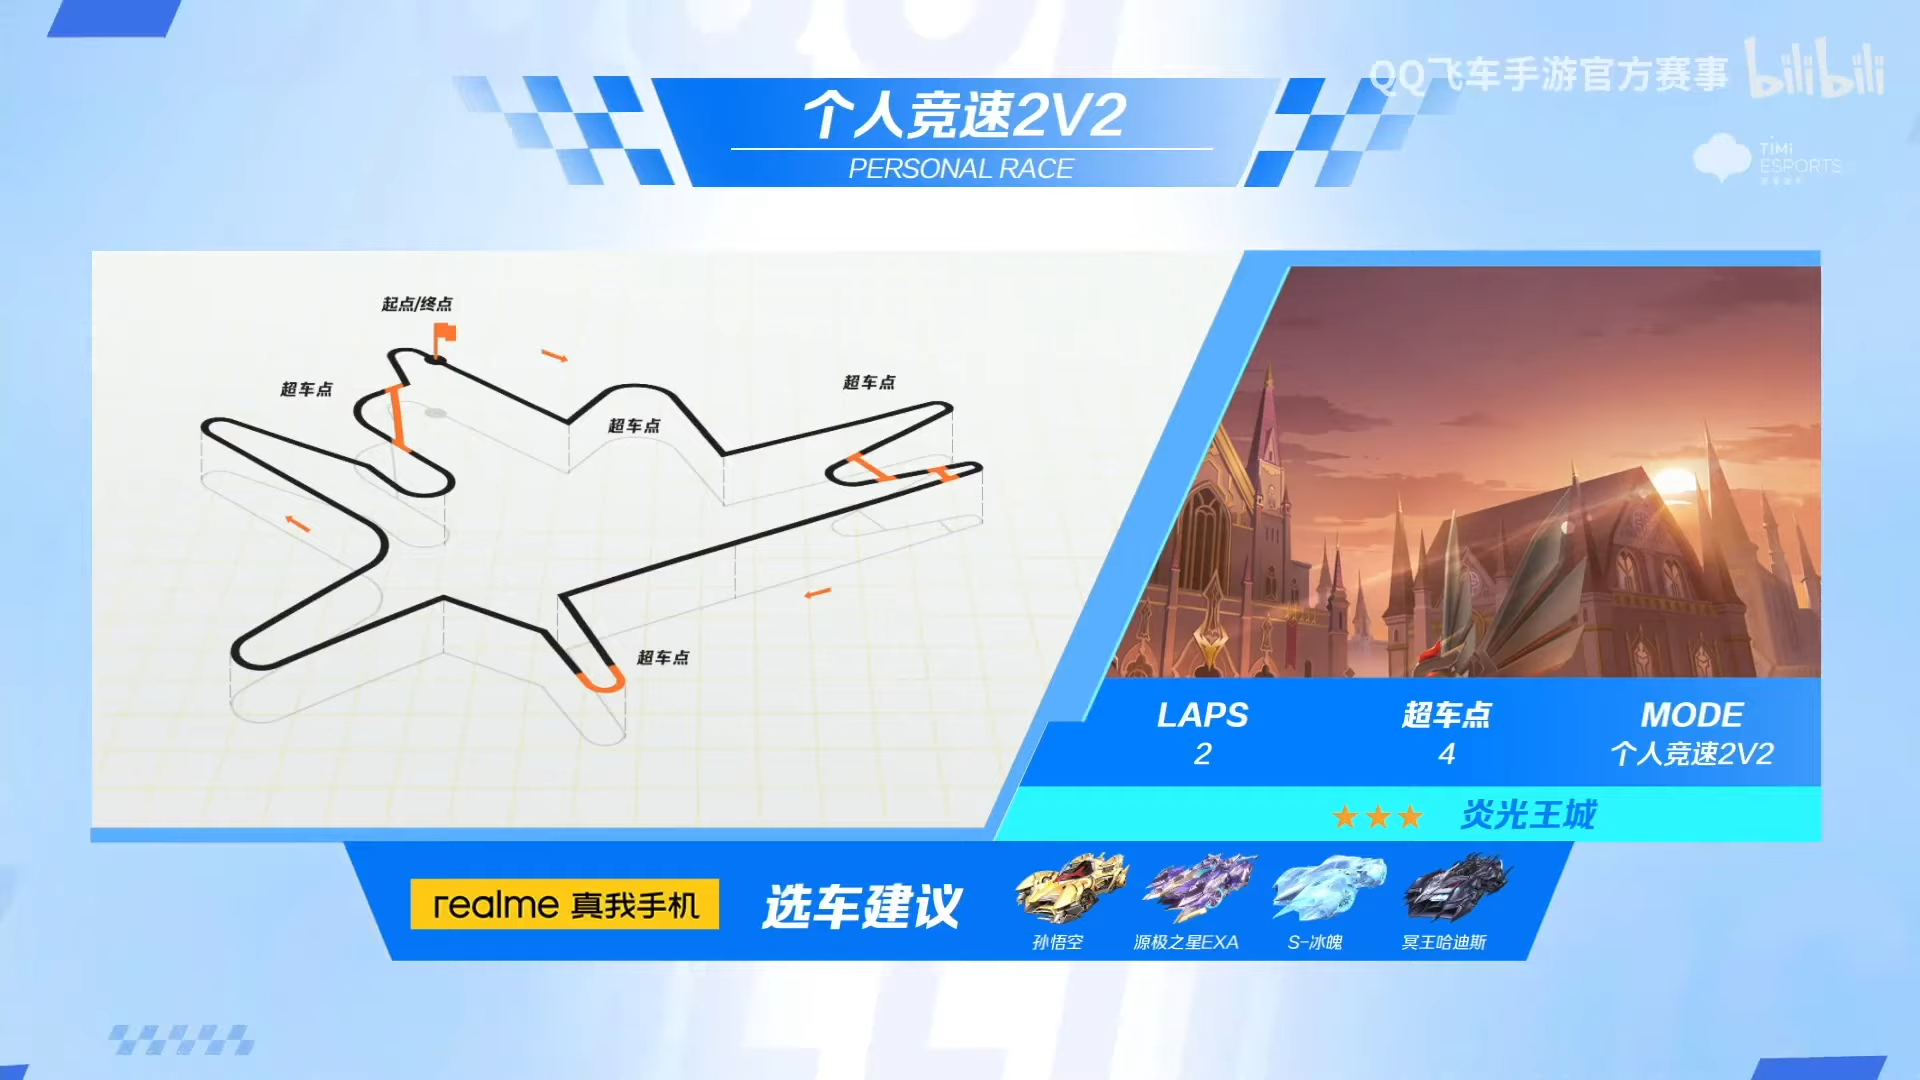 QQ飞车手游官方赛事 bilibili
TiMi
ESPORTS
个人竞速2V2
PERSONAL RACE
起点/终点
超车点
超车点
超车点
超车点
LAPS
2
超车点
4
MODE
个人竞速2V2
★★★ 炎光王城
realme 真我手机
选车建议
孙悟空
源极之星EXA
S-冰魄
冥王哈迪斯